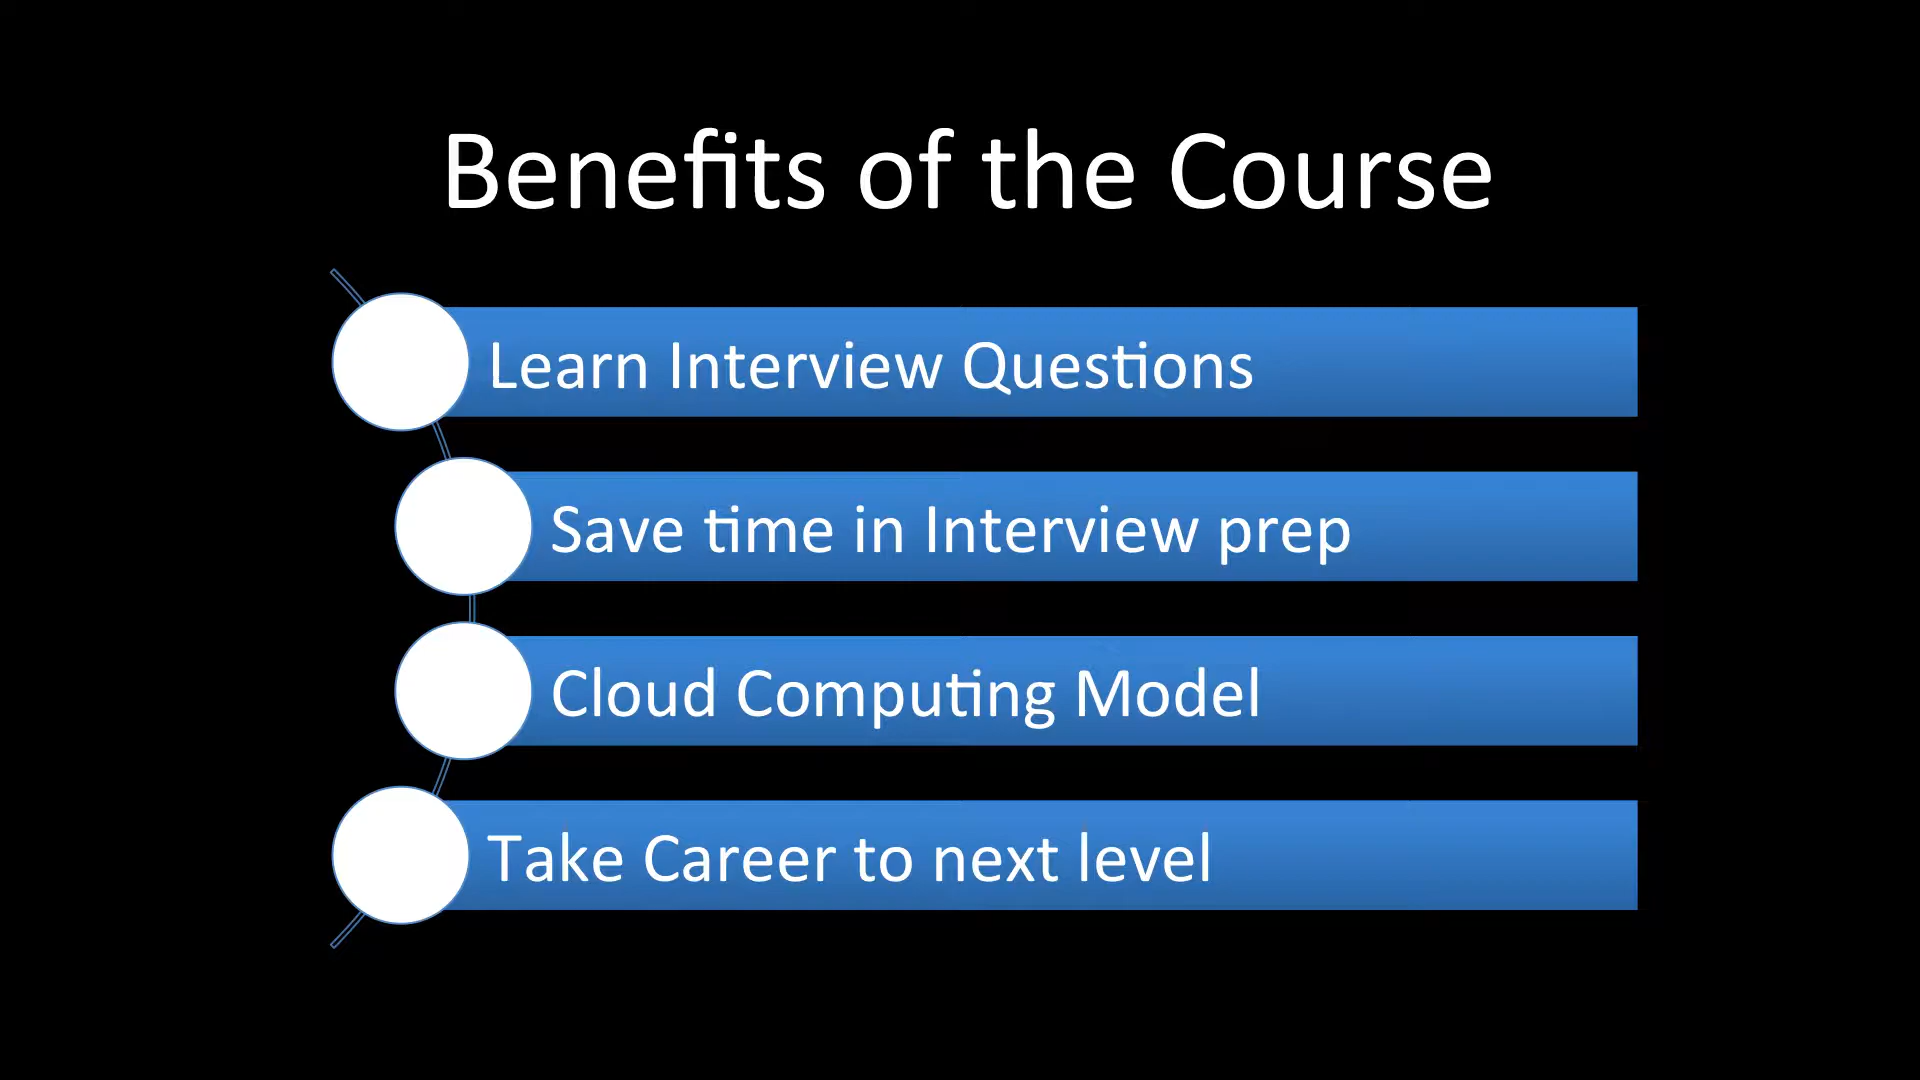 Benefits of the Course
Learn Interview Questions
Save time in Interview prep
Cloud Computing Model
Take Career to next level